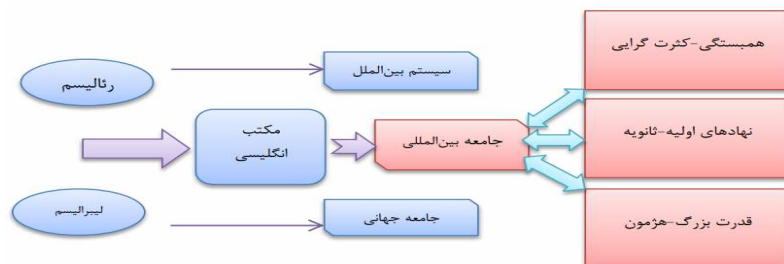 همبستگی-کثرت گرایی
سیستم بین‌الملل
رئالیسم
مکتب
انگلیسی
جامعه بین‌المللی
نهادهای اولیه-ثانویه
لیبرالیسم
جامعه جهانی
قدرت بزرگ-هژمون